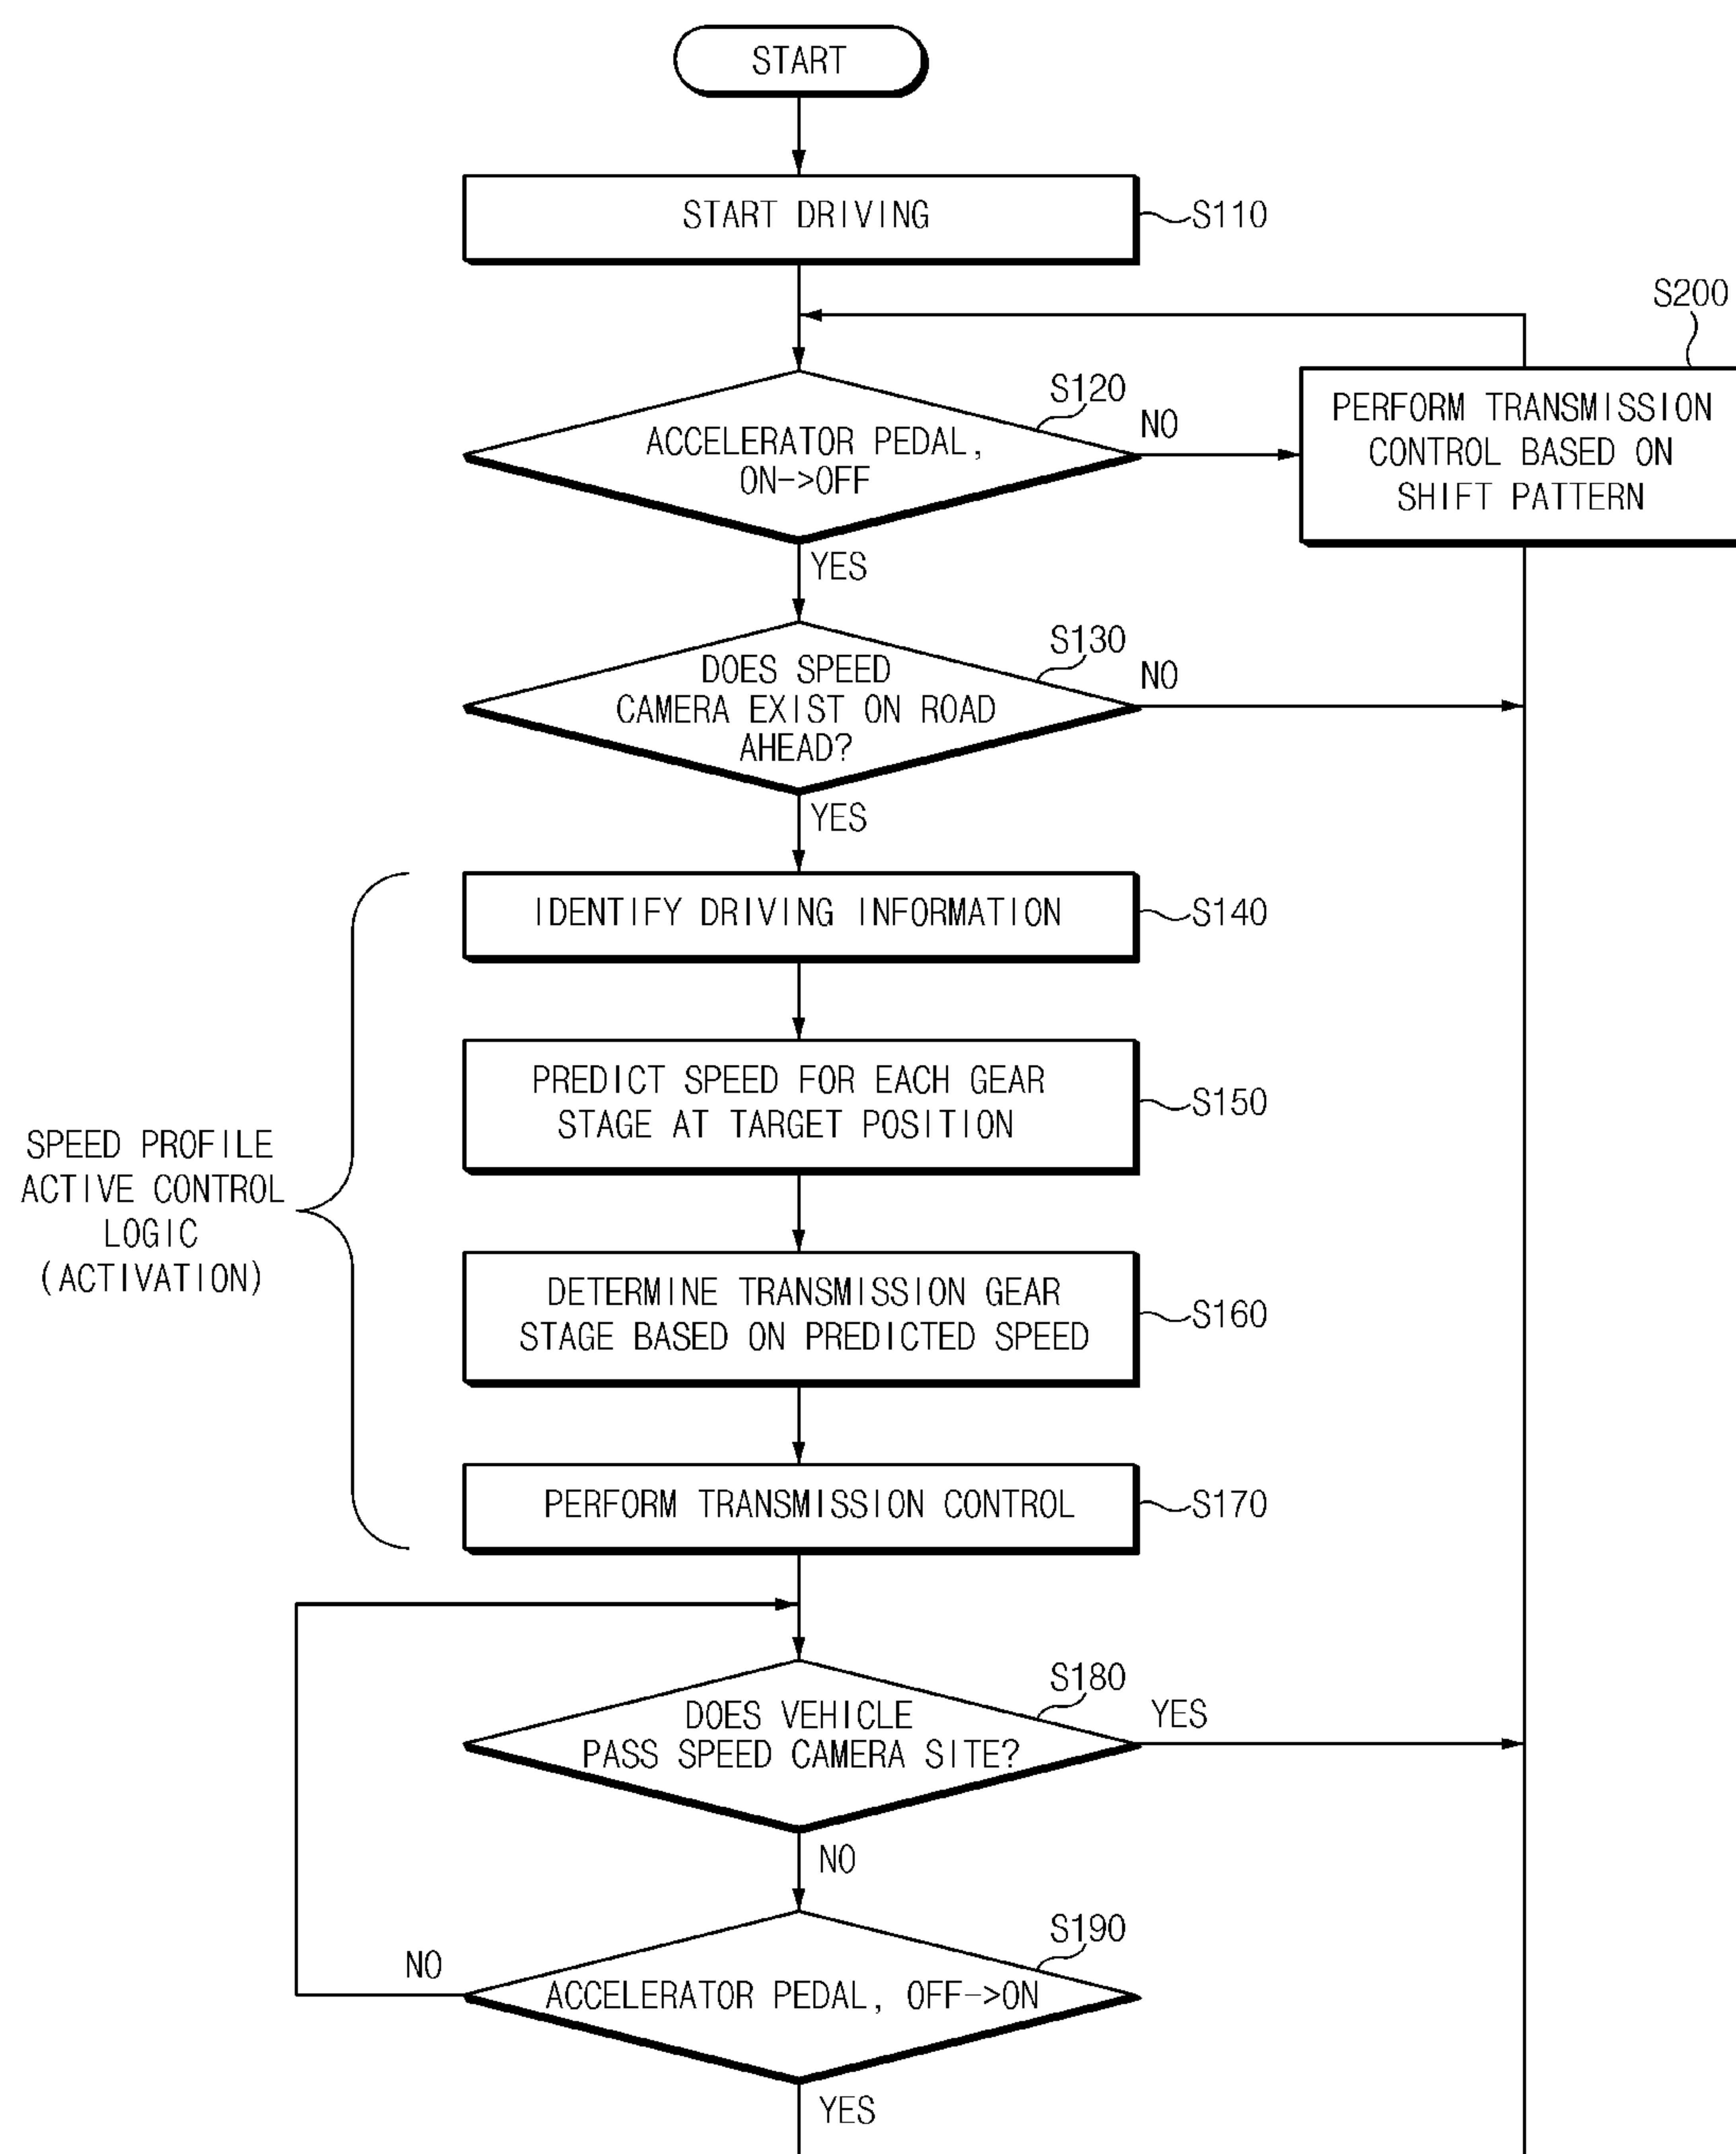 START
START DRIVING
S110
S200
S120
ACCELERATOR PEDAL,
ON->OFF
NO
PERFORM TRANSMISSION
CONTROL BASED ON
SHIFT PATTERN
YES
S130
DOES SPEED
CAMERA EXIST ON ROAD
AHEAD?
NO
YES
IDENTIFY DRIVING INFORMATION
S140
PREDICT SPEED FOR EACH GEAR
STAGE AT TARGET POSITION
S150
SPEED PROFILE
ACTIVE CONTROL
LOGIC
(ACTIVATION)
DETERMINE TRANSMISSION GEAR
STAGE BASED ON PREDICTED SPEED
S160
PERFORM TRANSMISSION CONTROL
S170
S180
DOES VEHICLE
PASS SPEED CAMERA SITE?
YES
NO
S190
NO
ACCELERATOR PEDAL, OFF->ON
YES